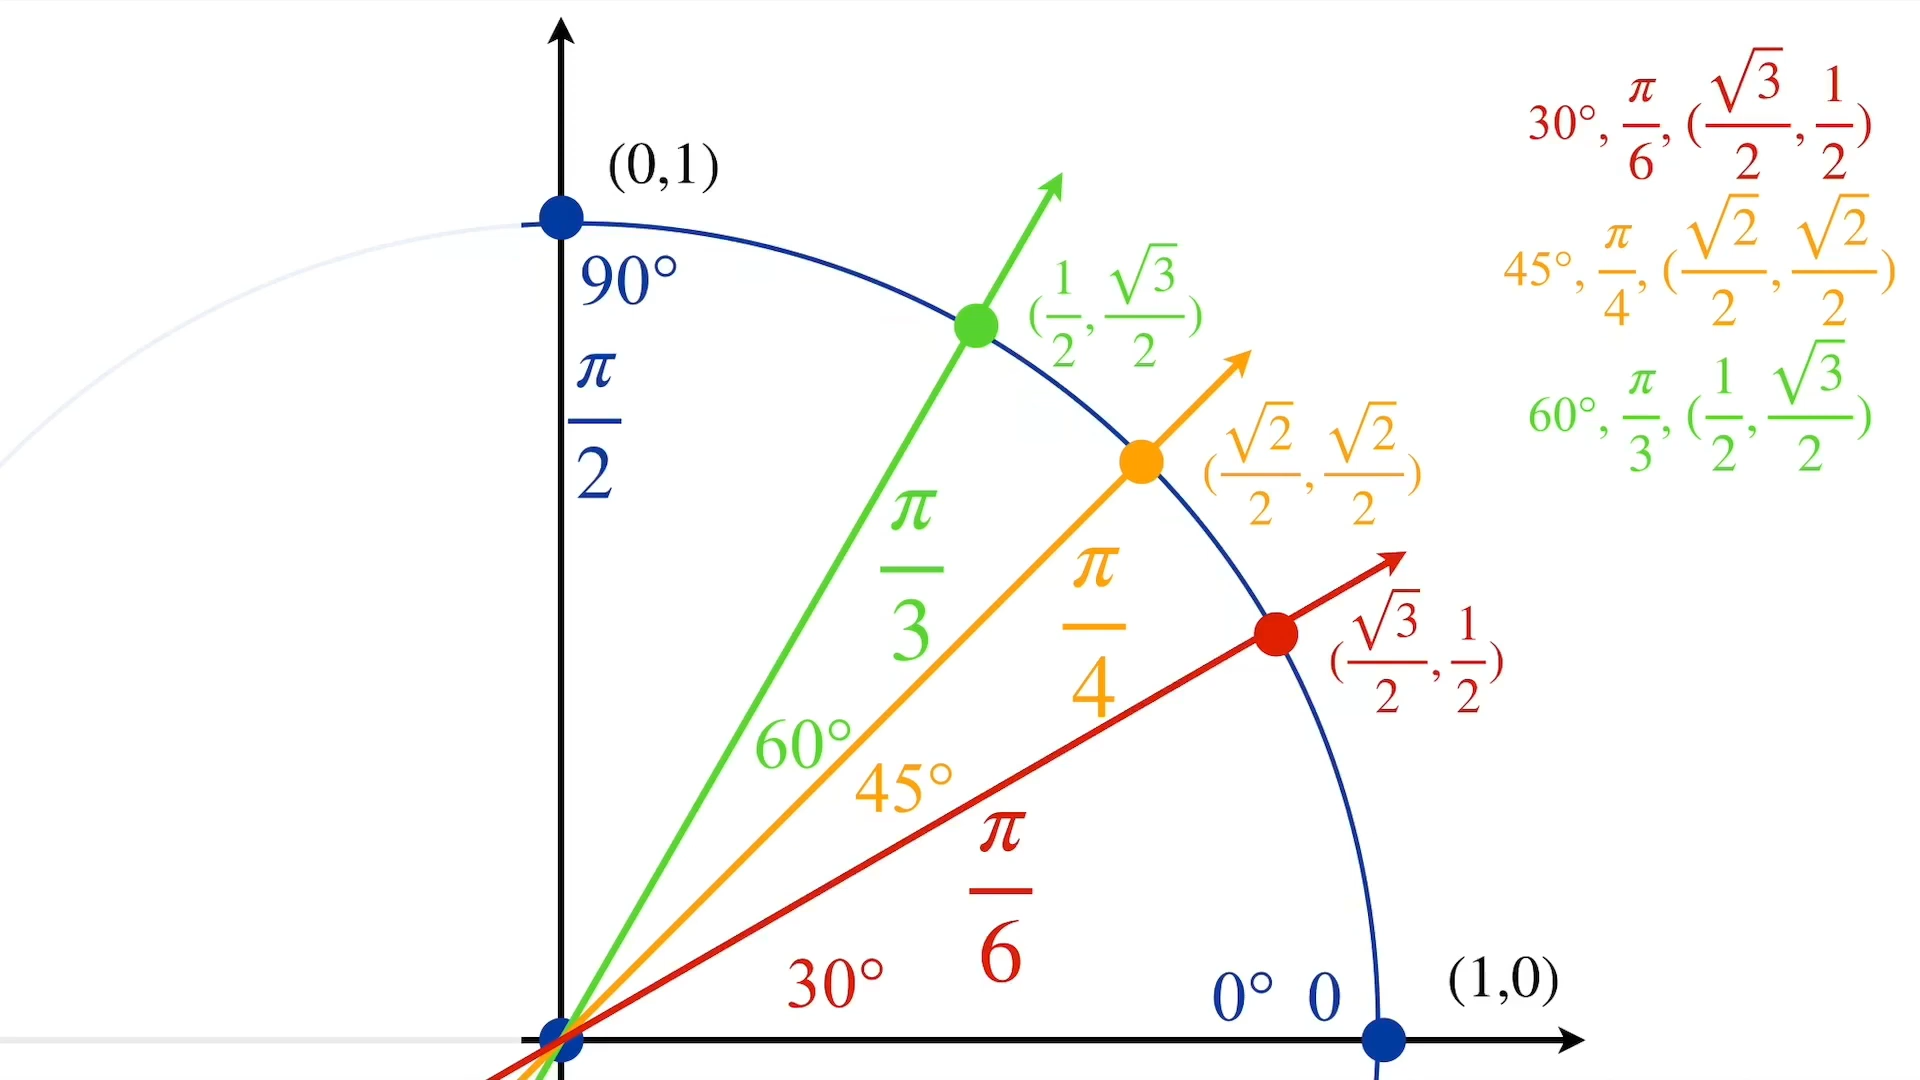 30°, π/6, (√3/2, 1/2)
45°, π/4, (√2/2, √2/2)
60°, π/3, (1/2, √3/2)
(0,1)
90°
π/2
(1/2, √3/2)
(√2/2, √2/2)
(√3/2, 1/2)
π/3
π/4
60°
45°
π/6
30°
0° 0
(1,0)